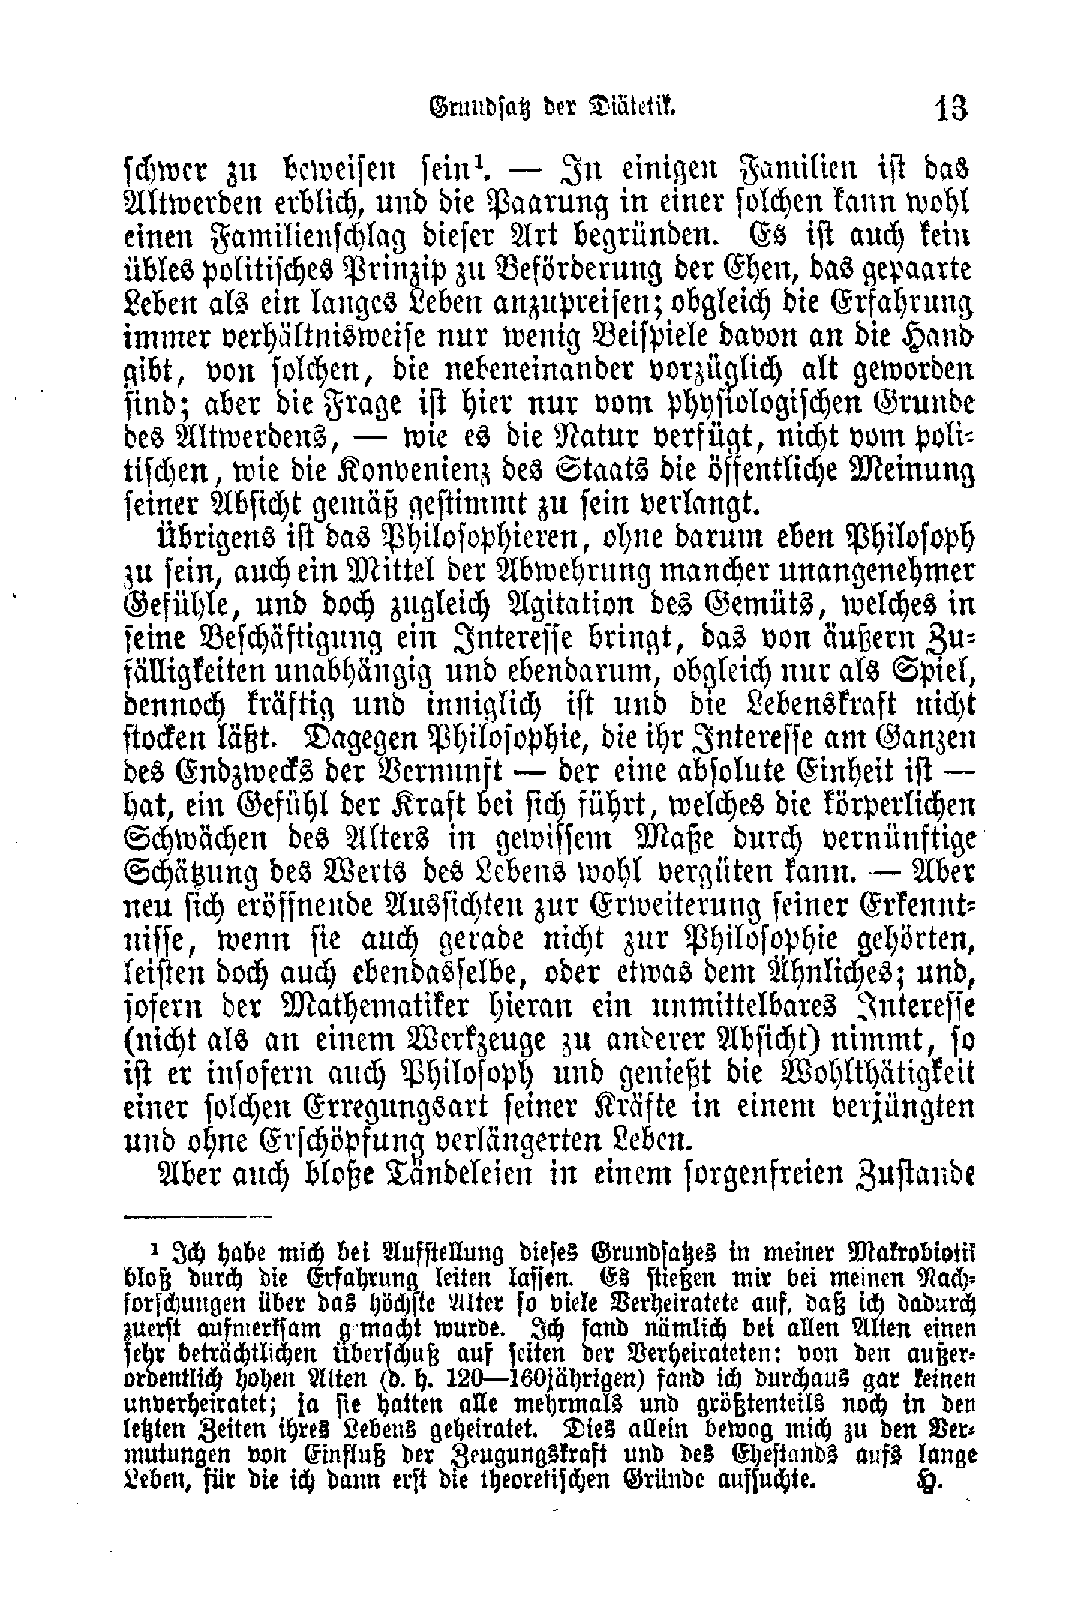 Grundsatz der Diätetik. 13
schwer zu beweisen sein¹. — In einigen Familien ist das
Altwerden erblich, und die Paarung in einer solchen kann wohl
einen Familienschlag dieser Art begründen. Es ist auch kein
übles politisches Prinzip zu Beförderung der Ehen, das gepaarte
Leben als ein langes Leben anzupreisen; obgleich die Erfahrung
immer verhältnisweise nur wenig Beispiele davon an die Hand
gibt, von solchen, die nebeneinander vorzüglich alt geworden
sind; aber die Frage ist hier nur vom physiologischen Grunde
des Altwerdens, — wie es die Natur verfügt, nicht vom poli-
tischen, wie die Konvenienz des Staats die öffentliche Meinung
seiner Absicht gemäß gestimmt zu sein verlangt.
Übrigens ist das Philosophieren, ohne darum eben Philosoph
zu sein, auch ein Mittel der Abwehrung mancher unangenehmer
Gefühle, und doch zugleich Agitation des Gemüts, welches in
seine Beschäftigung ein Interesse bringt, das von äußern Zu-
fälligkeiten unabhängig und ebendarum, obgleich nur als Spiel,
dennoch kräftig und inniglich ist und die Lebenskraft nicht
stocken läßt. Dagegen Philosophie, die ihr Interesse am Ganzen
des Endzwecks der Vernunft — der eine absolute Einheit ist —
hat, ein Gefühl der Kraft bei sich führt, welches die körperlichen
Schwächen des Alters in gewissem Maße durch vernünftige
Schätzung des Werts des Lebens wohl vergüten kann. — Aber
neu sich eröffnende Aussichten zur Erweiterung seiner Erkennt-
nisse, wenn sie auch gerade nicht zur Philosophie gehörten,
leisten doch auch ebendasselbe, oder etwas dem Ähnliches; und,
sofern der Mathematiker hieran ein unmittelbares Interesse
(nicht als an einem Werkzeuge zu anderer Absicht) nimmt, so
ist er insofern auch Philosoph und genießt die Wohlthätigkeit
einer solchen Erregungsart seiner Kräfte in einem verjüngten
und ohne Erschöpfung verlängerten Leben.
Aber auch bloße Tändeleien in einem sorgenfreien Zustande
¹ Ich habe mich bei Aufstellung dieses Grundsatzes in meiner Makrobiotik
bloß durch die Erfahrung leiten lassen. Es stießen mir bei meinen Nach-
forschungen über das höchste Alter so viele Verheiratete auf, daß ich dadurch
zuerst aufmerksam gemacht wurde. Ich fand nämlich bei allen Alten einen
sehr beträchtlichen Überschuß auf seiten der Verheirateten: von den außer-
ordentlich hohen Alten (d. h. 120—160jährigen) fand ich durchaus gar keinen
unverheiratet; ja sie hatten alle mehrmals und größtenteils noch in den
letzten Zeiten ihres Lebens geheiratet. Dies allein bewog mich zu den Ver-
mutungen von Einfluß der Zeugungskraft und des Ehestands aufs lange
Leben, für die ich dann erst die theoretischen Gründe aufsuchte. H.